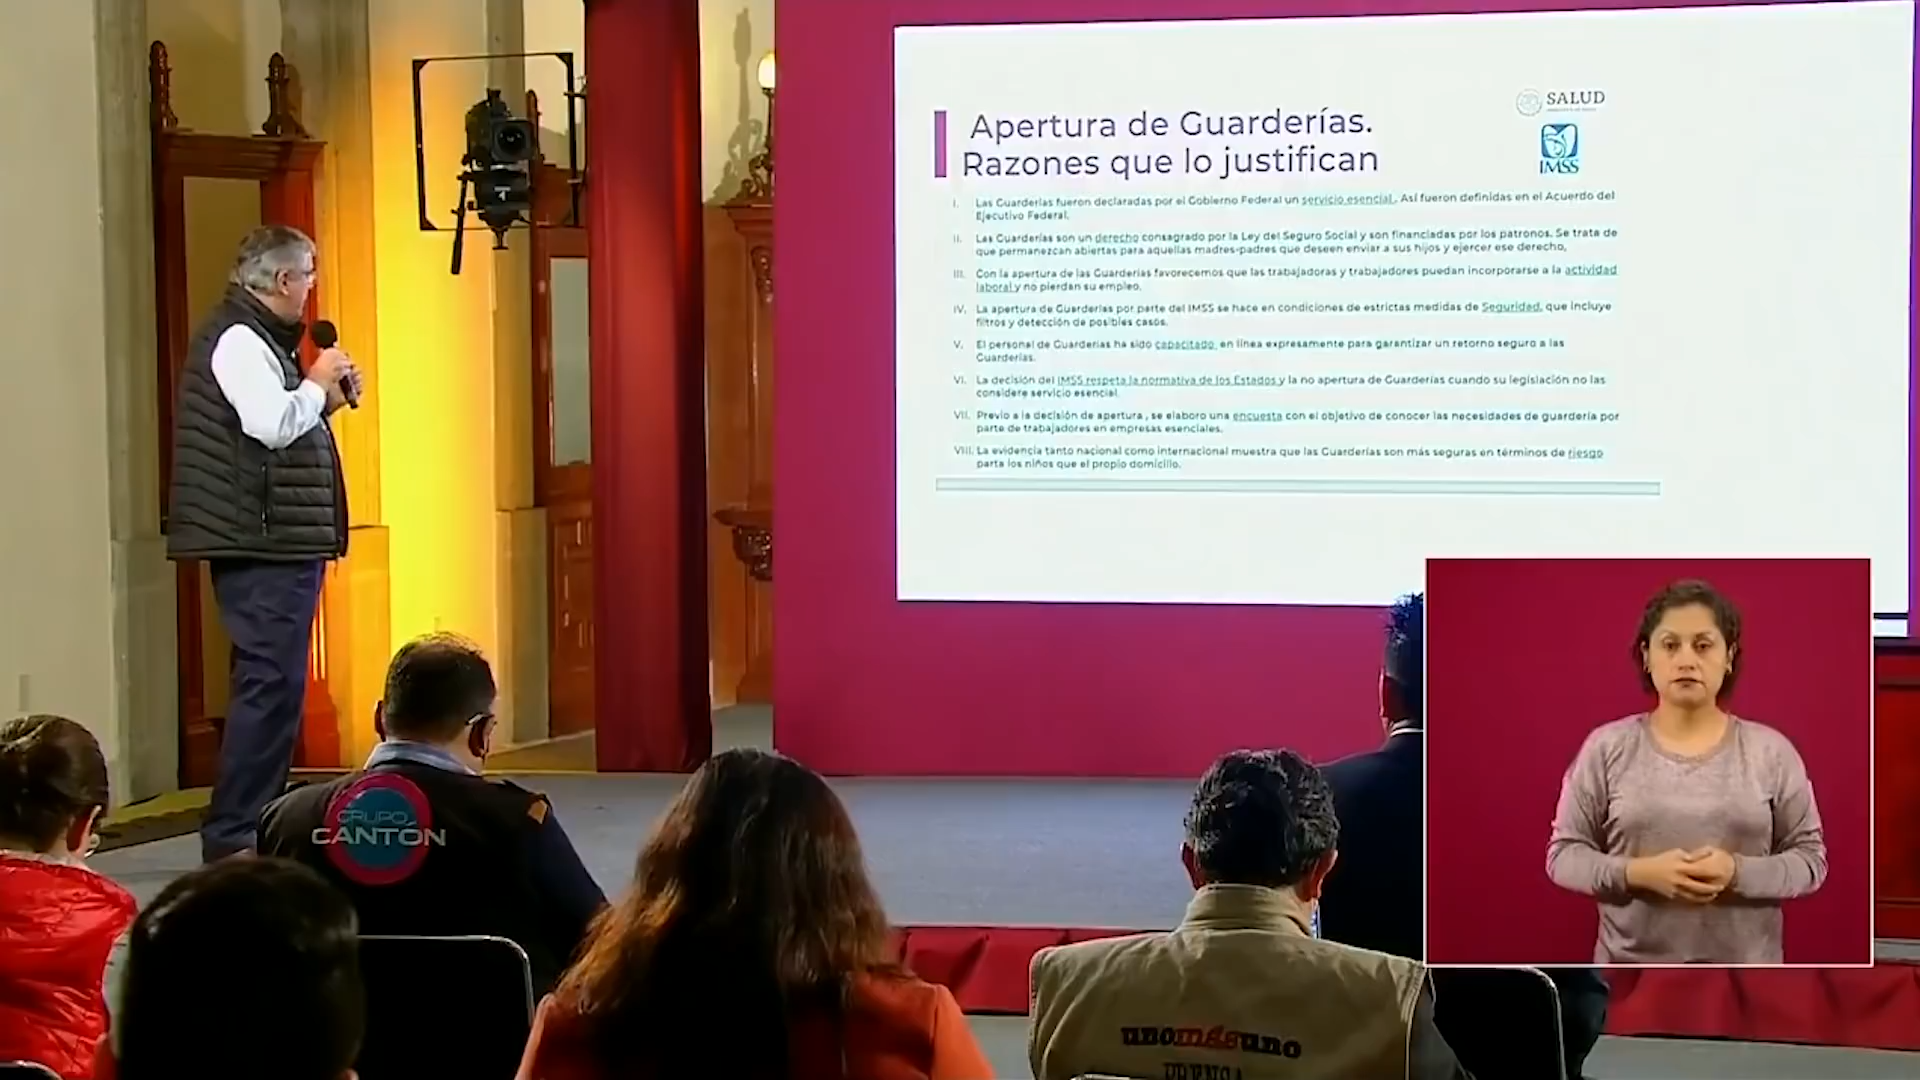 Apertura de Guarderías.
Razones que lo justifican
SALUD
IMSS
I. Las Guarderías fueron declaradas por el Gobierno Federal un servicio esencial . Así fueron definidas en el Acuerdo del
Ejecutivo Federal.
II. Las Guarderías son un derecho consagrado por la Ley del Seguro Social y son financiadas por los patronos. Se trata de
que permanezcan abiertas para aquellas madres-padres que deseen enviar a sus hijos y ejercer ese derecho.
III. Con la apertura de las Guarderías favorecemos que las trabajadoras y trabajadores puedan incorporarse a la actividad
laboral y no pierdan su empleo.
IV. La apertura de Guarderías por parte del IMSS se hace en condiciones de estrictas medidas de Seguridad, que incluye
filtros y detección de posibles casos.
V. El personal de Guarderias ha sido capacitado en línea expresamente para garantizar un retorno seguro a las
Guarderías.
VI. La decisión del IMSS respeta la normativa de los Estados y la no apertura de Guarderías cuando su legislación no las
considere servicio esencial.
VII. Previo a la decisión de apertura , se elaboro una encuesta con el objetivo de conocer las necesidades de guardería por
parte de trabajadores en empresas esenciales.
VIII. La evidencia tanto nacional como internacional muestra que las Guarderías son más seguras en términos de riesgo
parta los niños que el propio domicilio.
GRUPO
CANTÓN
unomásuno
PRENSA